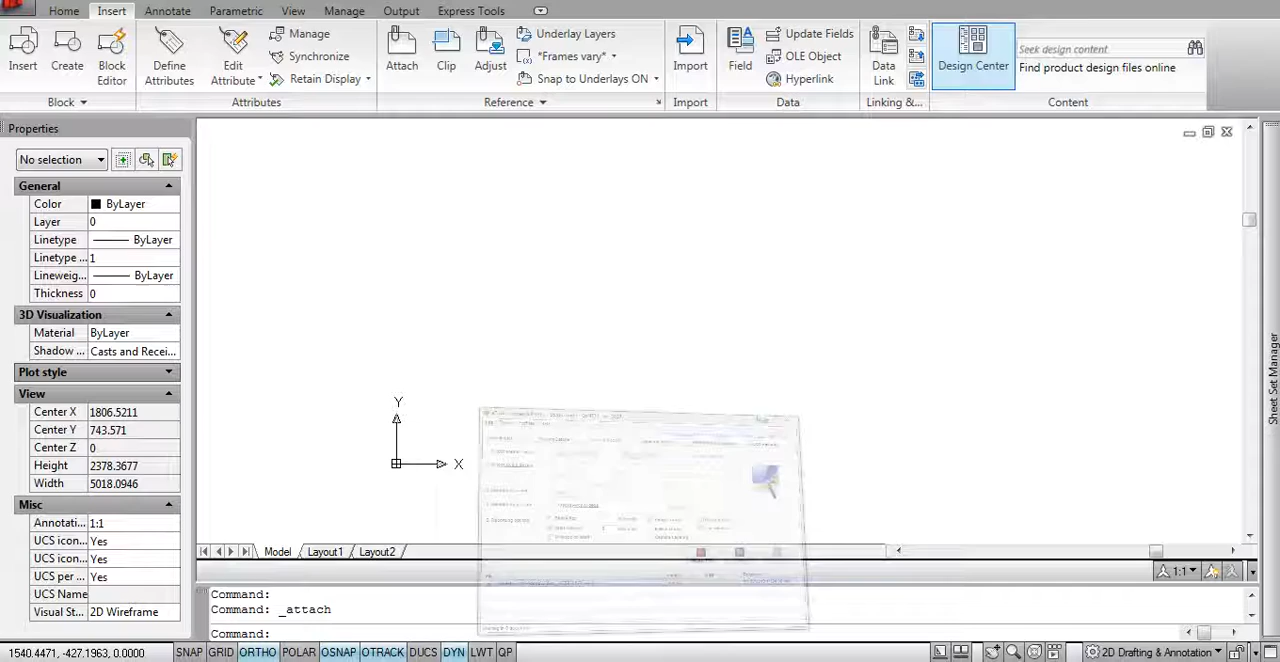 Home Insert Annotate Parametric View Manage Output Express Tools
Insert Create Block Editor
Block
Define Attributes Edit Attribute Manage
Synchronize
Retain Display
Attributes
Attach Clip Adjust Underlay Layers
*Frames vary*
Snap to Underlays ON
Reference
Import
Import
Field Update Fields
OLE Object
Hyperlink
Data
Data Link
Linking &...
Design Center Seek design content
Find product design files online
Content
Properties
No selection
General
Color ByLayer
Layer 0
Linetype ByLayer
Linetype ... 1
Lineweig... ByLayer
Thickness 0
3D Visualization
Material ByLayer
Shadow ... Casts and Recei...
Plot style
View
Center X 1806.5211
Center Y 743.571
Center Z 0
Height 2378.3677
Width 5018.0946
Misc
Annotati... 1:1
UCS icon... Yes
UCS icon... Yes
UCS per ... Yes
UCS Name
Visual St... 2D Wireframe
Y
X
Model Layout1 Layout2
1:1
Command:
Command: _attach
Command:
Sheet Set Manager
1540.4471, -427.1963, 0.0000 SNAP GRID ORTHO POLAR OSNAP OTRACK DUCS DYN LWT QP 2D Drafting & Annotation